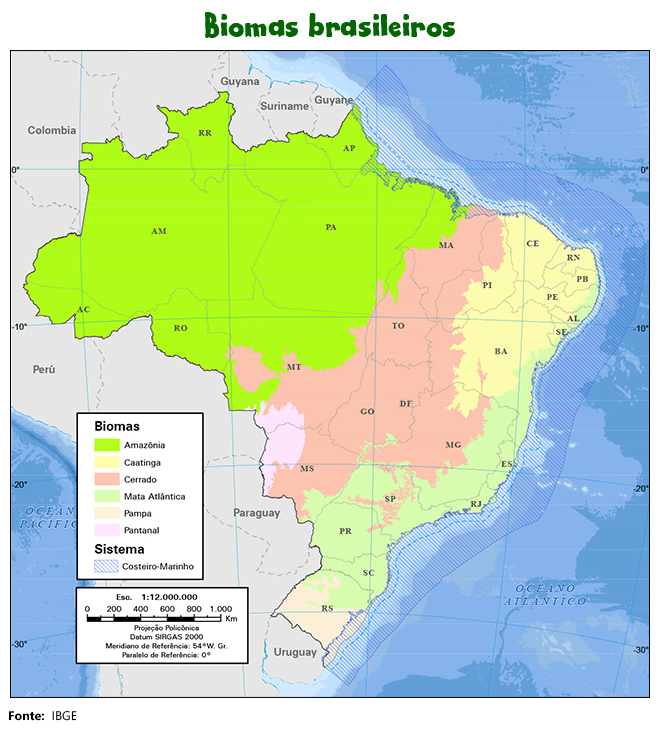 Biomas brasileiros
Guyana
Suriname
Guyane
Colombia
RR
AP
0°
0°
AM
PA
MA
CE
RN
PB
PI
PE
AL
SE
AC
RO
TO
BA
-10°
-10°
Perú
MT
GO
DF
MG
ES
MS
SP
RJ
-20°
-20°
OCEANO
PACÍFICO
Paraguay
PR
SC
RS
OCEANO
ATLÂNTICO
-30°
-30°
Uruguay
Biomas
Amazônia
Caatinga
Cerrado
Mata Atlântica
Pampa
Pantanal
Sistema
Costeiro-Marinho
Esc. 1:12.000.000
0 200 400 600 800 1.000
Km
Projeção Policônica
Datum SIRGAS 2000
Meridiano de Referência: 54°W. Gr.
Paralelo de Referência: 0°
Fonte: IBGE